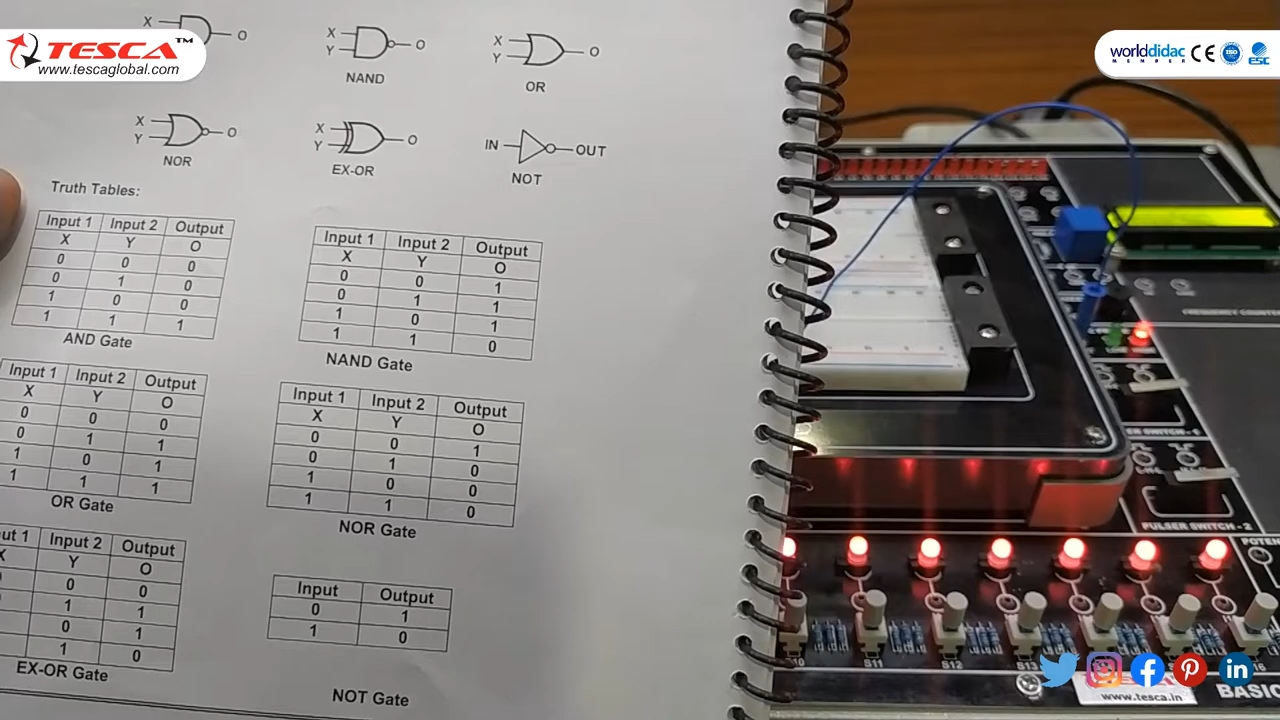 TESCA™
www.tescaglobal.com
worlddidac
MEMBER
CE
ISO
ESC
X
O
X
Y
O
NAND
X
Y
O
OR
X
Y
O
NOR
X
Y
O
EX-OR
IN
OUT
NOT
Truth Tables:
Input 1 Input 2 Output
X Y O
0 0 0
0 1 0
1 0 0
1 1 1
AND Gate
Input 1 Input 2 Output
X Y O
0 0 1
0 1 1
1 0 1
1 1 0
NAND Gate
Input 1 Input 2 Output
X Y O
0 0 0
0 1 1
1 0 1
1 1 1
OR Gate
Input 1 Input 2 Output
X Y O
0 0 1
0 1 0
1 0 0
1 1 0
NOR Gate
Input 2 Output
Y O
0 0
1 1
0 1
1 0
EX-OR Gate
Input Output
0 1
1 0
NOT Gate
FREQUENCY COUNTER
PULSER SWITCH - 2
S11
S12
S13
www.tesca.in